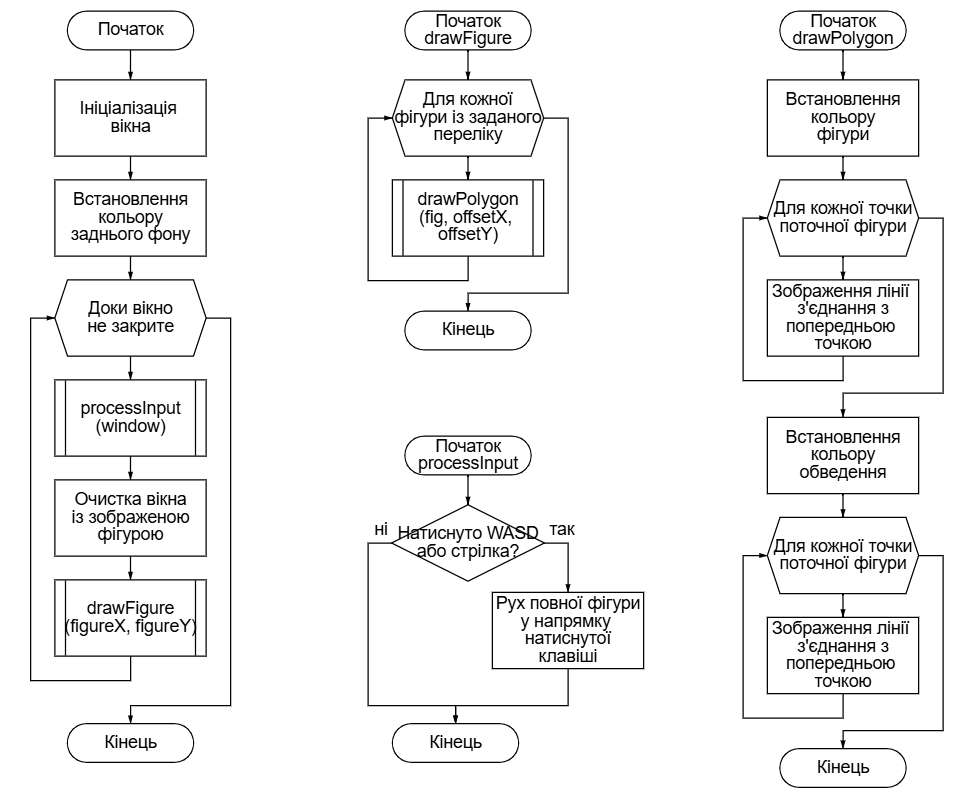 Початок
Ініціалізація
вікна
Встановлення
кольору
заднього фону
Доки вікно
не закрите
processInput
(window)
Очистка вікна
із зображеною
фігурою
drawFigure
(figureX, figureY)
Кінець
Початок
drawFigure
Для кожної
фігури із заданого
переліку
drawPolygon
(fig, offsetX,
offsetY)
Кінець
Початок
processInput
Натиснуто WASD
або стрілка?
ні
так
Рух повної фігури
у напрямку
натиснутої
клавіші
Кінець
Початок
drawPolygon
Встановлення
кольору
фігури
Для кожної точки
поточної фігури
Зображення лінії
з'єднання з
попередньою
точкою
Встановлення
кольору
обведення
Для кожної точки
поточної фігури
Зображення лінії
з'єднання з
попередньою
точкою
Кінець